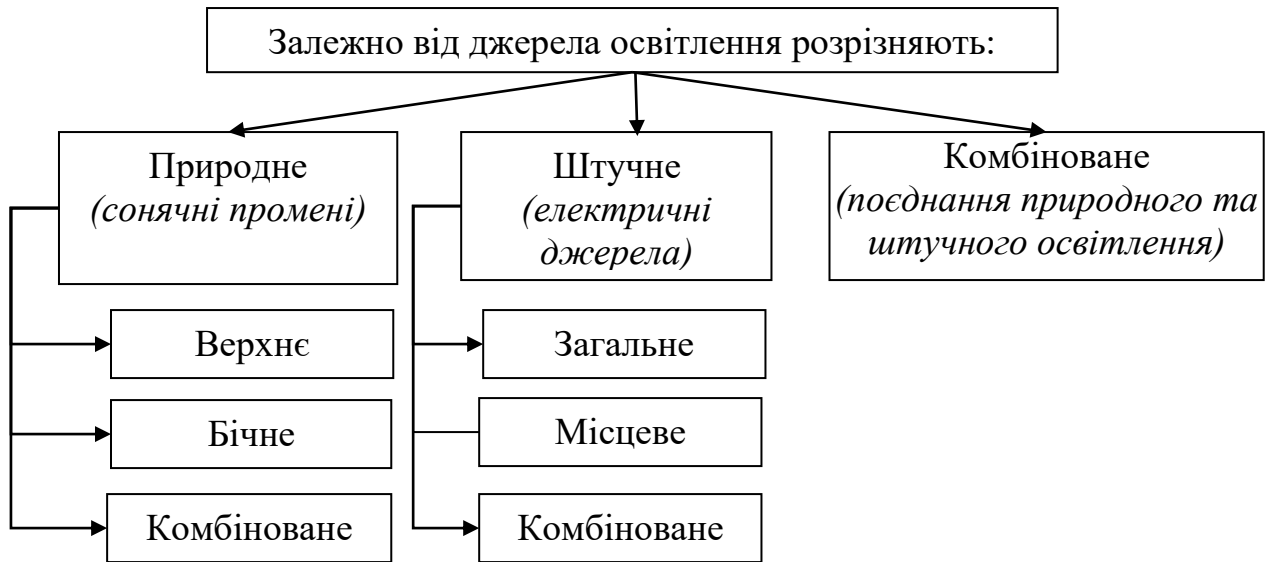 Залежно від джерела освітлення розрізняють:
Природне
(сонячні промені)
Верхнє
Бічне
Комбіноване
Штучне
(електричні
джерела)
Загальне
Місцеве
Комбіноване
Комбіноване
(поєднання природного та
штучного освітлення)